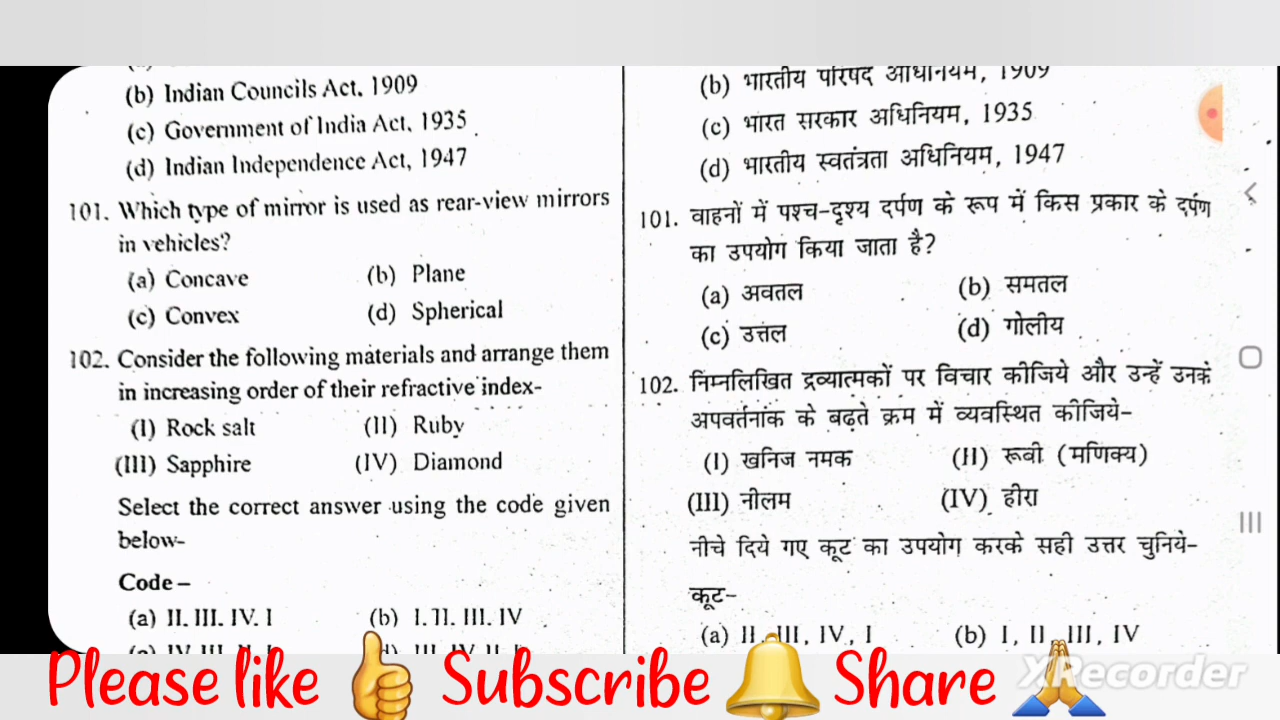 (b) Indian Councils Act, 1909
(c) Government of India Act, 1935
(d) Indian Independence Act, 1947
101. Which type of mirror is used as rear-view mirrors
in vehicles?
(a) Concave (b) Plane
(c) Convex (d) Spherical
102. Consider the following materials and arrange them
in increasing order of their refractive index-
(I) Rock salt (II) Ruby
(III) Sapphire (IV) Diamond
Select the correct answer using the code given
below-
Code –
(a) II. III. IV. I (b) I. II. III. IV
(b) भारतीय परिषद अधिनियम, 1909
(c) भारत सरकार अधिनियम, 1935
(d) भारतीय स्वतंत्रता अधिनियम, 1947
101. वाहनों में पश्च-दृश्य दर्पण के रूप में किस प्रकार के दर्पण
का उपयोग किया जाता है?
(a) अवतल (b) समतल
(c) उत्तल (d) गोलीय
102. निम्नलिखित द्रव्यात्मकों पर विचार कीजिये और उन्हें उनके
अपवर्तनांक के बढ़ते क्रम में व्यवस्थित कीजिये-
(I) खनिज नमक (II) रूबी (मणिक्य)
(III) नीलम (IV) हीरा
नीचे दिये गए कूट का उपयोग करके सही उत्तर चुनिये-
कूट-
(a) II, III, IV, I (b) I, II, III, IV
Please like Subscribe Share
XRecorder